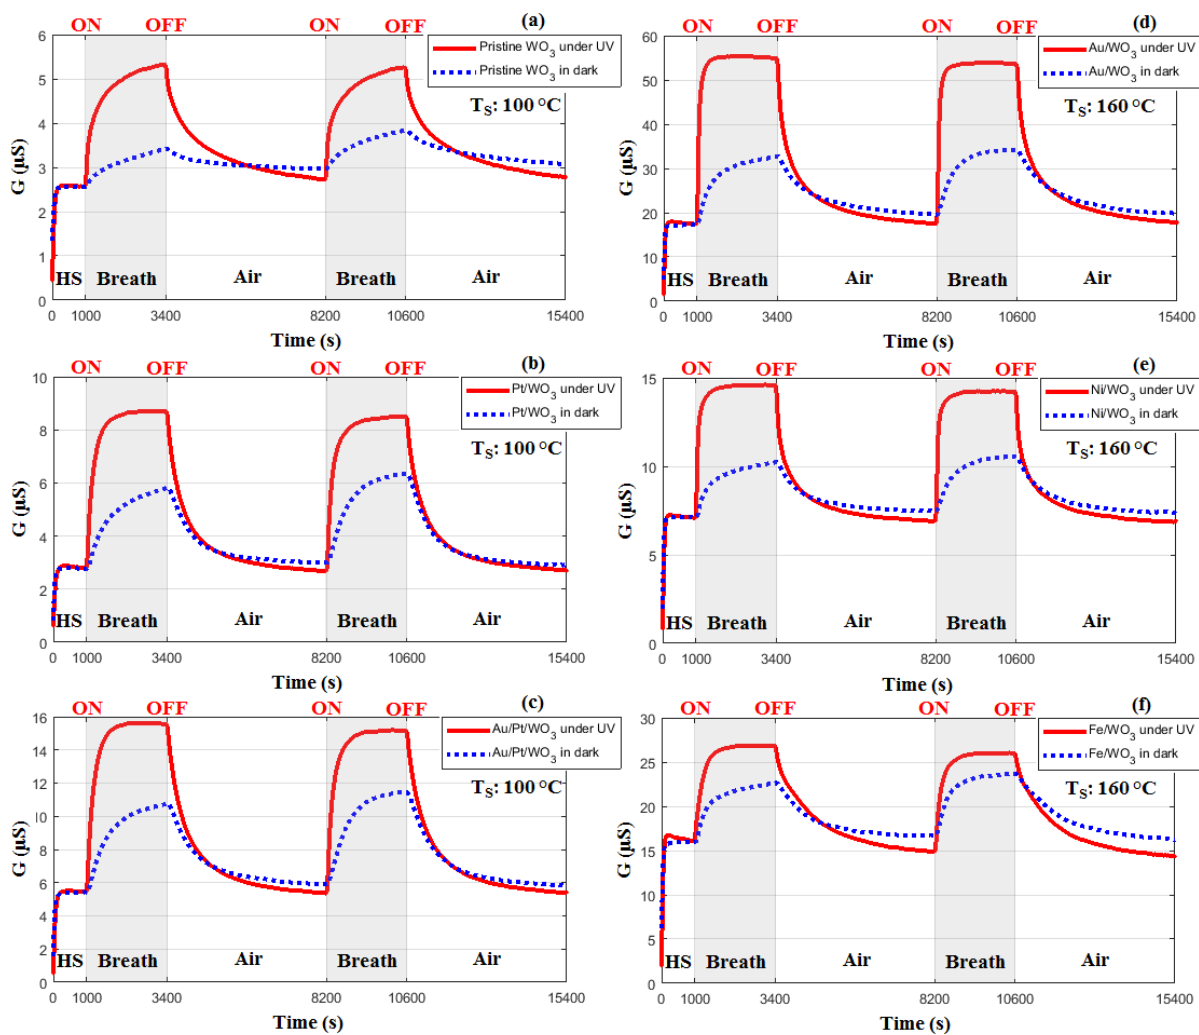 ON OFF (a)
6
5
4
3
2
1
0
G (µS)
Pristine WO3 under UV
Pristine WO3 in dark
TS: 100 °C
HS Breath Air Breath Air
0 1000 3400 8200 10600 15400
Time (s)
ON OFF
ON OFF (d)
60
50
40
30
20
10
0
G (µS)
Au/WO3 under UV
Au/WO3 in dark
TS: 160 °C
HS Breath Air Breath Air
0 1000 3400 8200 10600 15400
Time (s)
ON OFF
ON OFF (b)
10
8
6
4
2
0
G (µS)
Pt/WO3 under UV
Pt/WO3 in dark
TS: 100 °C
HS Breath Air Breath Air
0 1000 3400 8200 10600 15400
Time (s)
ON OFF
ON OFF (e)
15
10
5
0
G (µS)
Ni/WO3 under UV
Ni/WO3 in dark
TS: 160 °C
HS Breath Air Breath Air
0 1000 3400 8200 10600 15400
Time (s)
ON OFF
ON OFF (c)
16
14
12
10
8
6
4
2
0
G (µS)
Au/Pt/WO3 under UV
Au/Pt/WO3 in dark
TS: 100 °C
HS Breath Air Breath Air
0 1000 3400 8200 10600 15400
Time (s)
ON OFF
ON OFF (f)
30
25
20
15
10
5
0
G (µS)
Fe/WO3 under UV
Fe/WO3 in dark
TS: 160 °C
HS Breath Air Breath Air
0 1000 3400 8200 10600 15400
Time (s)